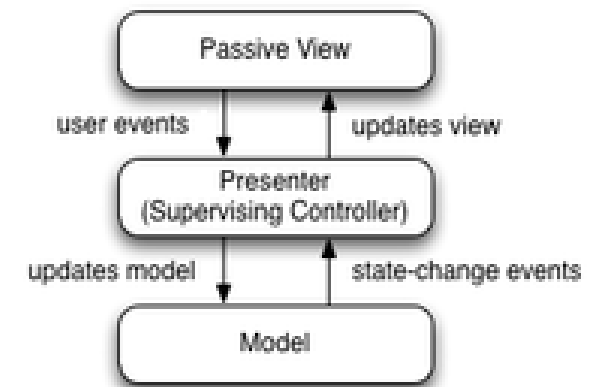 Passive View
user events
updates view
Presenter
(Supervising Controller)
updates model
state-change events
Model